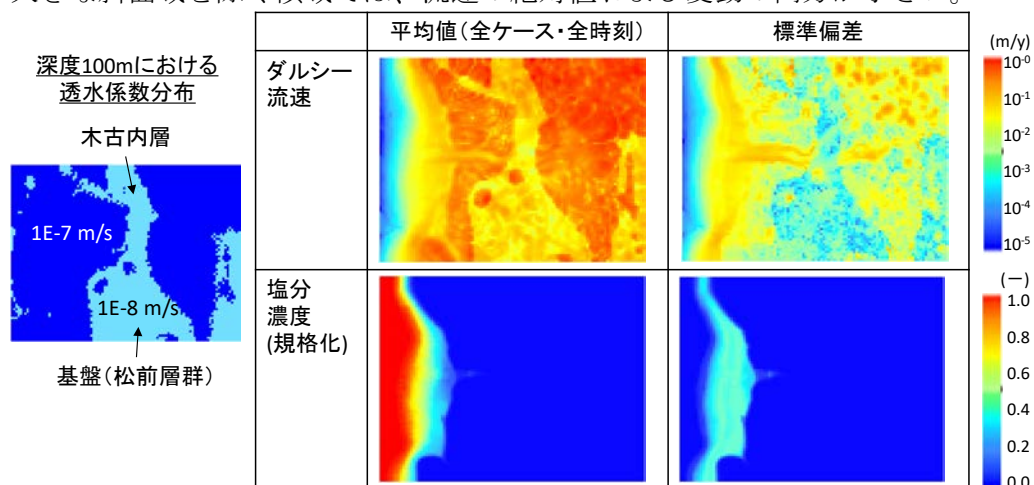 平均値(全ケース・全時刻)
標準偏差
深度100mにおける
透水係数分布
木古内層
1E-7 m/s
1E-8 m/s
基盤(松前層群)
ダルシー
流速
塩分
濃度
(規格化)
(m/y)
10-0
10-1
10-2
10-3
10-4
10-5
(ー)
1.0
0.8
0.6
0.4
0.2
0.0